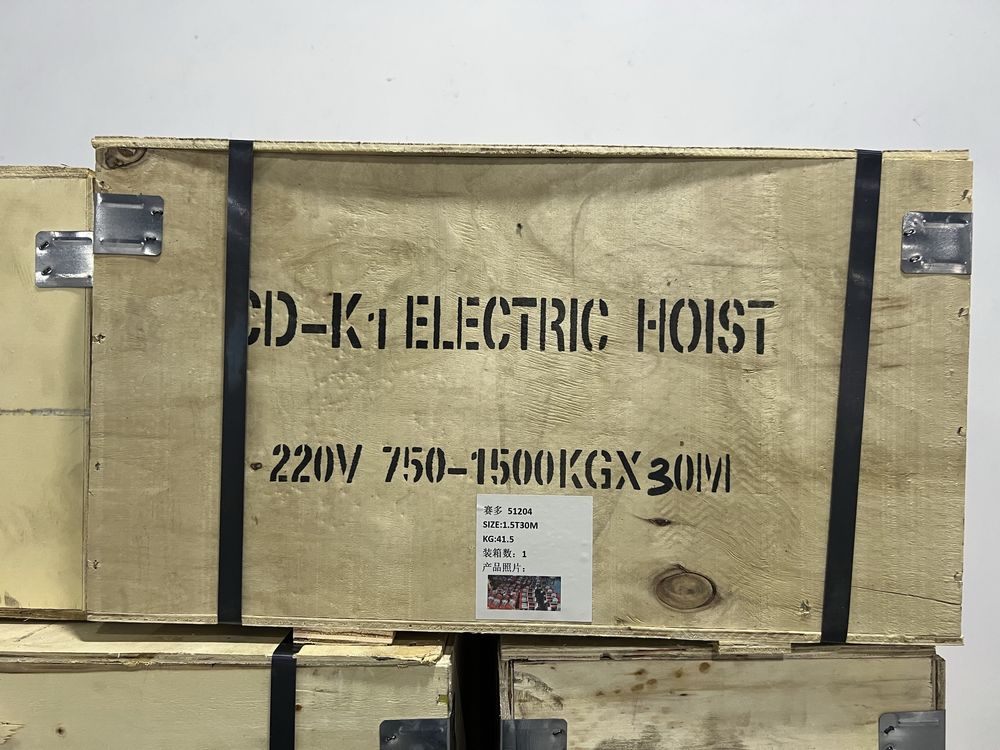 CD-K1 ELECTRIC HOIST
220V 750-1500KGX30M
赛多 51204
SIZE:1.5T30M
KG:41.5
装箱数：1
产品照片：